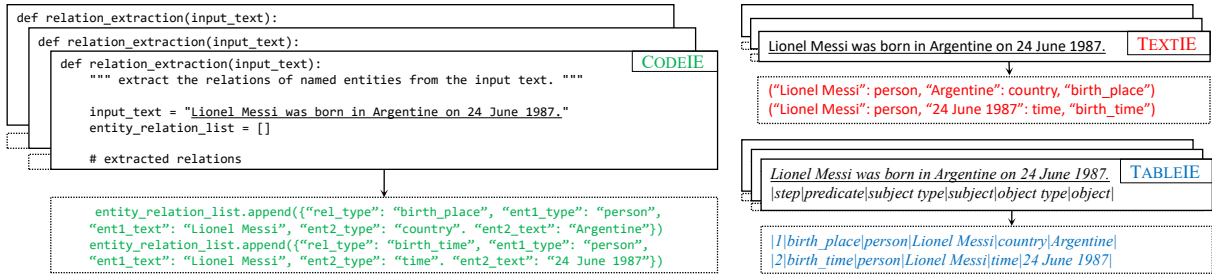 def relation_extraction(input_text):
def relation_extraction(input_text):
def relation_extraction(input_text):
CODEIE
""" extract the relations of named entities from the input text. """
input_text = "Lionel Messi was born in Argentine on 24 June 1987."
entity_relation_list = []
# extracted relations
entity_relation_list.append({“rel_type”: “birth_place”, “ent1_type”: “person”,
“ent1_text”: “Lionel Messi”, “ent2_type”: “country”. “ent2_text”: “Argentine”})
entity_relation_list.append({“rel_type”: “birth_time”, “ent1_type”: “person”,
“ent1_text”: “Lionel Messi”, “ent2_type”: “time”. “ent2_text”: “24 June 1987”})
Lionel Messi was born in Argentine on 24 June 1987.
TEXTIE
(“Lionel Messi”: person, “Argentine”: country, “birth_place”)
(“Lionel Messi”: person, “24 June 1987”: time, “birth_time”)
Lionel Messi was born in Argentine on 24 June 1987.
TABLEIE
|step|predicate|subject type|subject|object type|object|
|1|birth_place|person|Lionel Messi|country|Argentine|
|2|birth_time|person|Lionel Messi|time|24 June 1987|